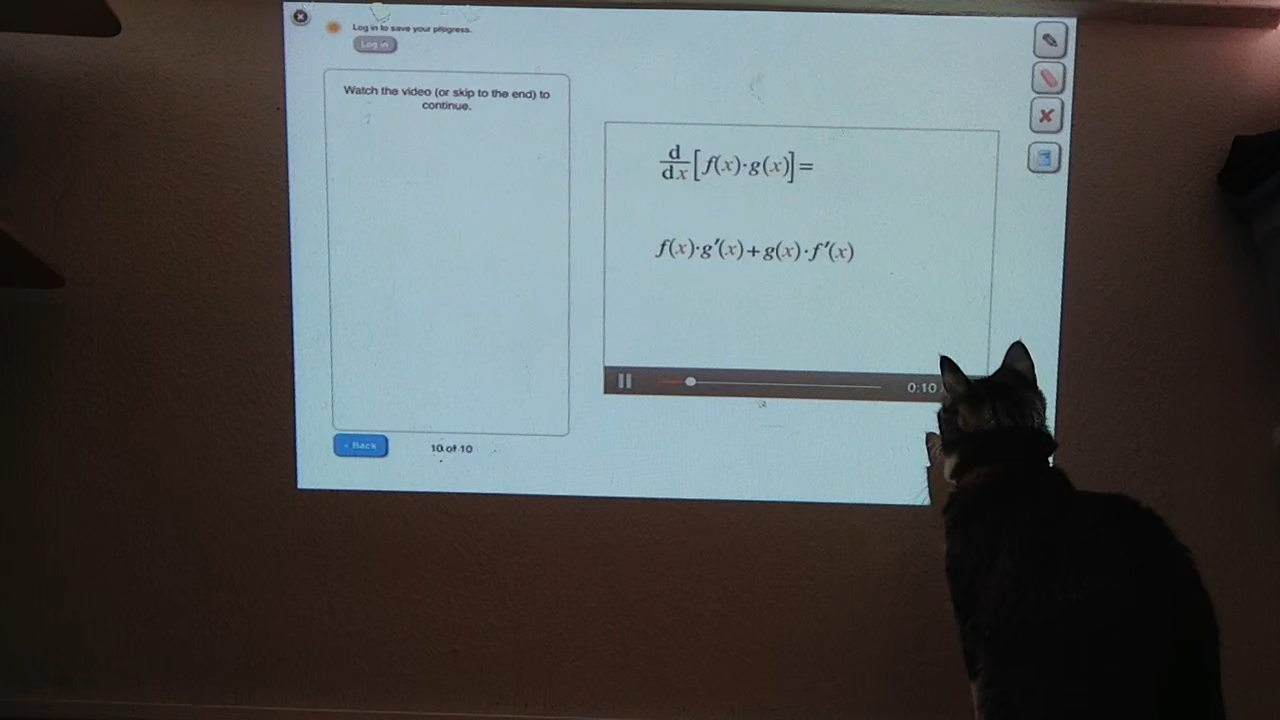 Log in to save your progress.
Log in
Watch the video (or skip to the end) to
continue.
d/dx [f(x)·g(x)]=
f(x)·g′(x)+g(x)·f′(x)
0:10
‹ Back
10 of 10